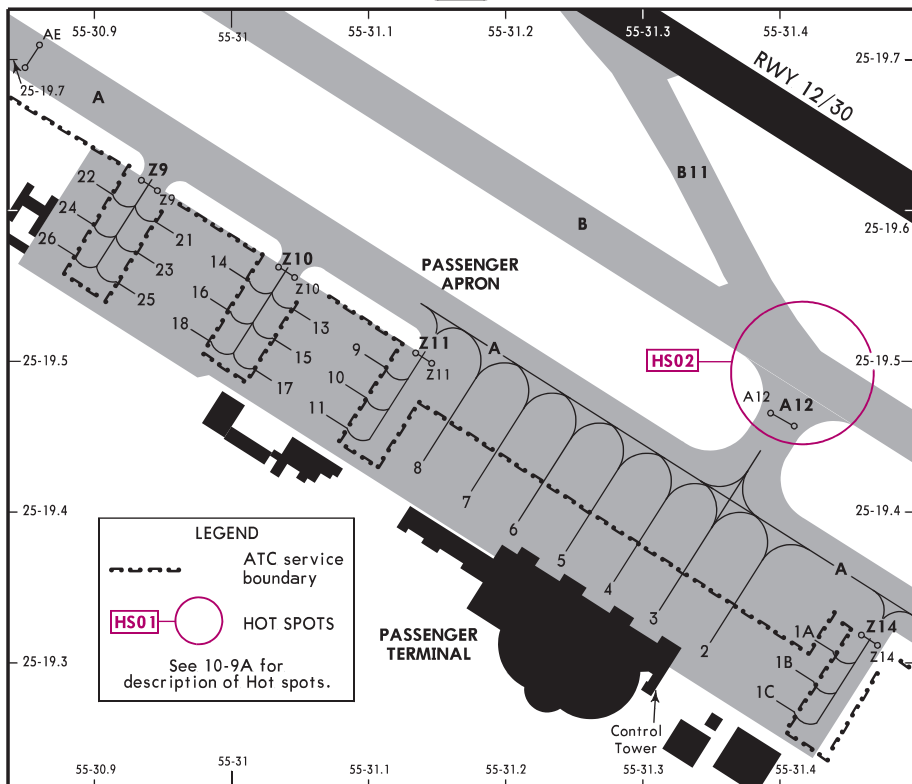 55-30.9
55-31
55-31.1
55-31.2
55-31.3
55-31.4
AE
25-19.7
25-19.7
A
RWY 12/30
Z9
Z9
22
24
26
21
23
25
B11
B
25-19.6
14
Z10
Z10
16
18
13
15
17
PASSENGER
APRON
A
25-19.5
9
10
11
Z11
Z11
HS02
25-19.5
A12
A12
8
7
6
5
4
3
2
25-19.4
25-19.4
A
LEGEND
ATC service
boundary
HS01
HOT SPOTS
See 10-9A for
description of Hot spots.
PASSENGER
TERMINAL
1A
1B
1C
Z14
Z14
25-19.3
25-19.3
Control
Tower
55-30.9
55-31
55-31.1
55-31.2
55-31.3
55-31.4